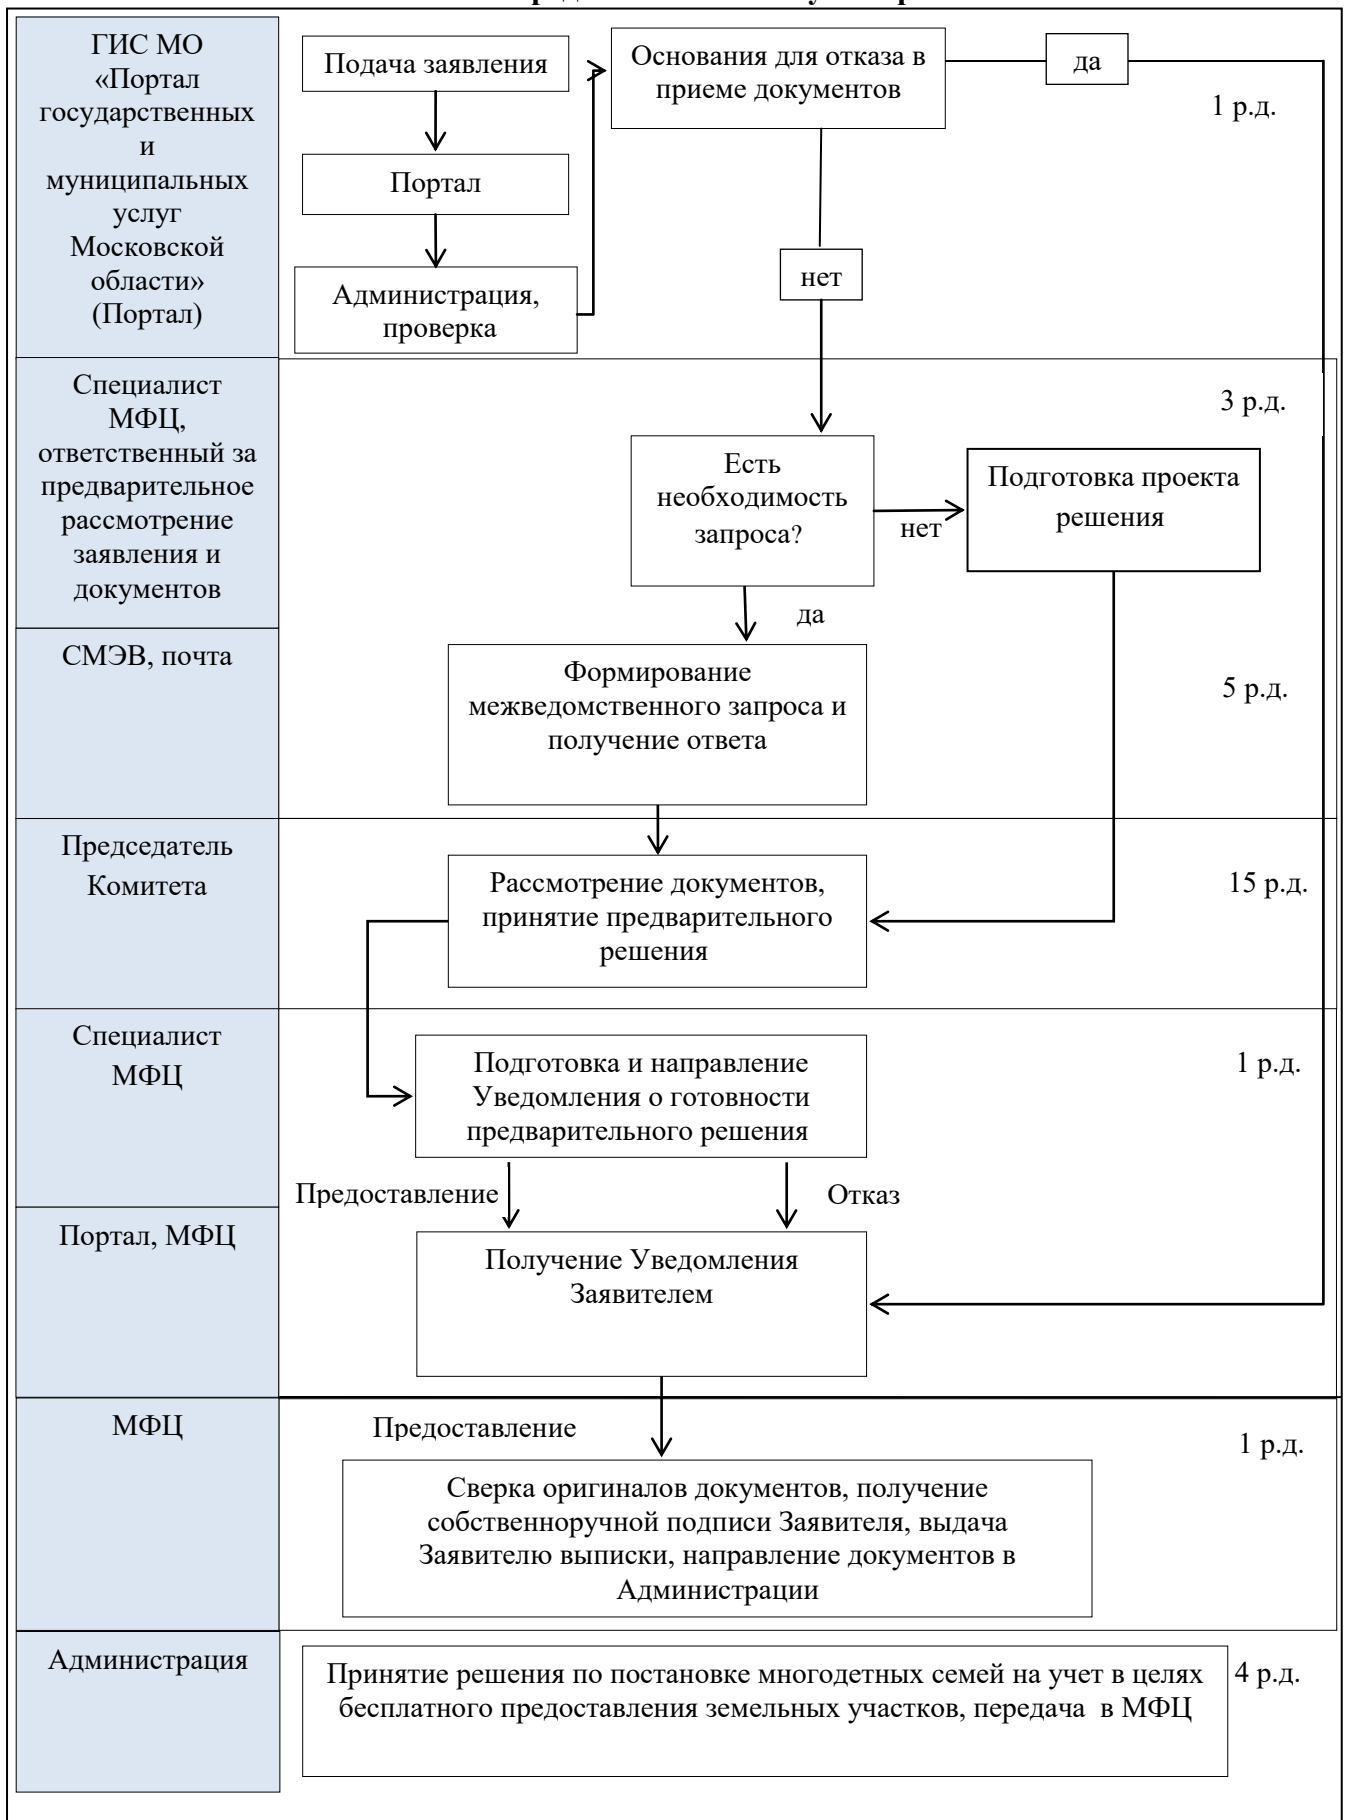 ГИС МО
«Портал
государственных
и
муниципальных
услуг
Московской
области»
(Портал)
Подача заявления
Портал
Администрация,
проверка
Основания для отказа в
приеме документов
да
1 р.д.
нет
Специалист
МФЦ,
ответственный за
предварительное
рассмотрение
заявления и
документов
3 р.д.
Есть
необходимость
запроса?
нет
Подготовка проекта
решения
да
СМЭВ, почта
Формирование
межведомственного запроса и
получение ответа
5 р.д.
Председатель
Комитета
Рассмотрение документов,
принятие предварительного
решения
15 р.д.
Специалист
МФЦ
Подготовка и направление
Уведомления о готовности
предварительного решения
1 р.д.
Предоставление
Отказ
Портал, МФЦ
Получение Уведомления
Заявителем
МФЦ
Предоставление
1 р.д.
Сверка оригиналов документов, получение
собственноручной подписи Заявителя, выдача
Заявителю выписки, направление документов в
Администрации
Администрация
Принятие решения по постановке многодетных семей на учет в целях
бесплатного предоставления земельных участков, передача в МФЦ
4 р.д.